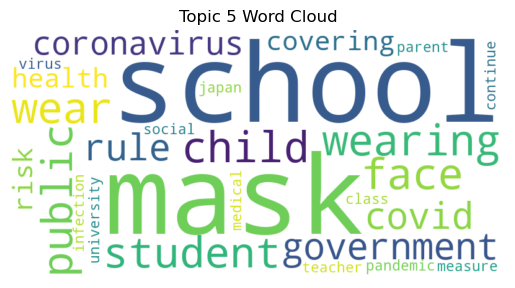 Topic 5 Word Cloud
coronavirus covering parent
virus school continue
health japan
wear social wearing
rule child
public risk mask face
infection university medical class covid
student government
teacher pandemic measure